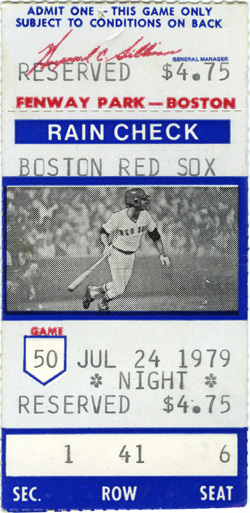 ADMIT ONE - THIS GAME ONLY
SUBJECT TO CONDITIONS ON BACK
GENERAL MANAGER
RESERVED $4.75
FENWAY PARK — BOSTON
RAIN CHECK
BOSTON RED SOX
RED SOX
GAME
50 JUL 24 1979
* NIGHT *
RESERVED $4.75
1 41 6
SEC. ROW SEAT